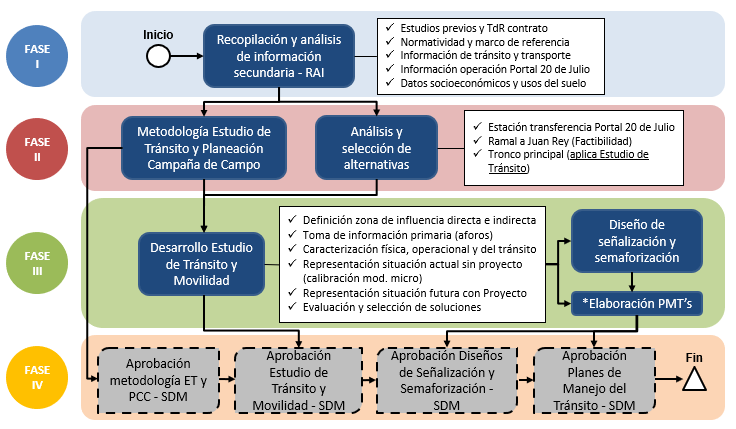 FASE
I
Inicio
Recopilación y análisis
de información
secundaria - RAI
✓ Estudios previos y TdR contrato
✓ Normatividad y marco de referencia
✓ Información de tránsito y transporte
✓ Información operación Portal 20 de Julio
✓ Datos socioeconómicos y usos del suelo
FASE
II
Metodología Estudio de
Tránsito y Planeación
Campaña de Campo
Análisis y
selección de
alternativas
✓ Estación transferencia Portal 20 de Julio
✓ Ramal a Juan Rey (Factibilidad)
✓ Tronco principal (aplica Estudio de
Tránsito)
FASE
III
Desarrollo Estudio
de Tránsito y
Movilidad
✓ Definición zona de influencia directa e indirecta
✓ Toma de información primaria (aforos)
✓ Caracterización física, operacional y del tránsito
✓ Representación situación actual sin proyecto
(calibración mod. micro)
✓ Representación situación futura con Proyecto
✓ Evaluación y selección de soluciones
Diseño de
señalización y
semaforización
*Elaboración PMT's
FASE
IV
Aprobación
metodología ET y
PCC - SDM
Aprobación
Estudio de
Tránsito y
Movilidad - SDM
Aprobación Diseños
de Señalización y
Semaforización -
SDM
Aprobación
Planes de
Manejo del
Tránsito - SDM
Fin